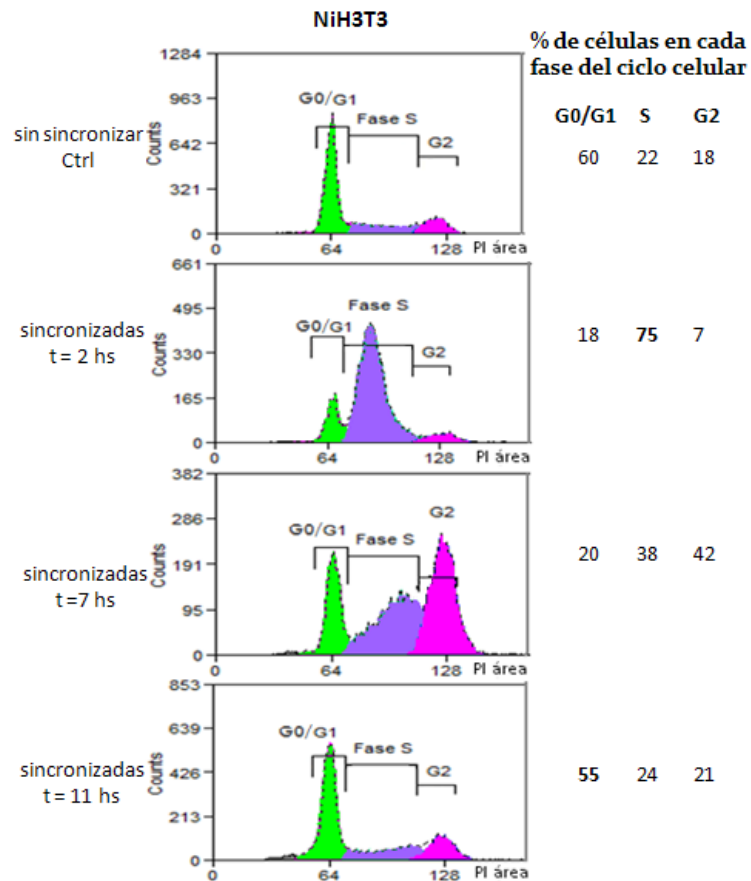 NiH3T3
% de células en cada
fase del ciclo celular
G0/G1 S G2
sin sincronizar
Ctrl
60 22 18
Counts
1284
963
642
321
0
G0/G1
Fase S
G2
0 64 128 PI área
sincronizadas
t = 2 hs
18 75 7
Counts
661
495
330
165
0
Fase S
G0/G1
G2
0 64 128 PI área
sincronizadas
t =7 hs
20 38 42
Counts
382
286
191
95
0
G0/G1
Fase S
G2
0 64 128 PI área
sincronizadas
t = 11 hs
55 24 21
Counts
853
639
426
213
0
G0/G1
Fase S
G2
0 64 128 PI área